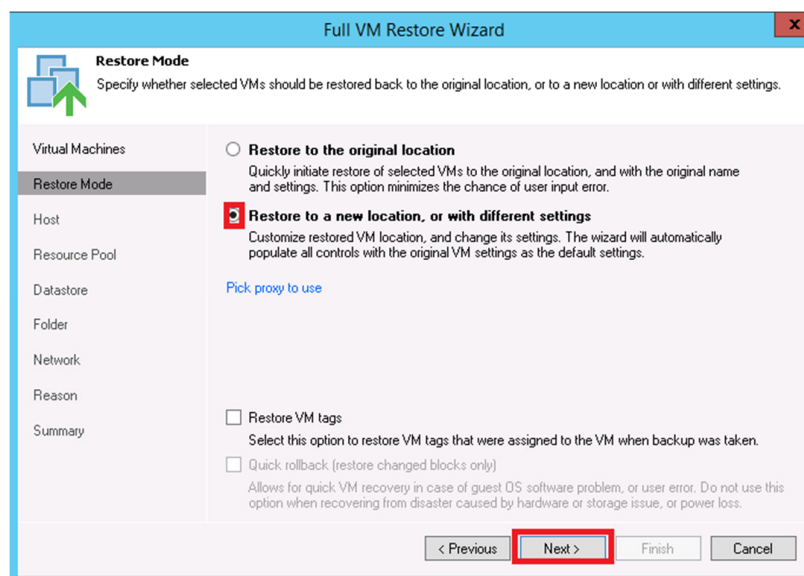 Full VM Restore Wizard
x
Restore Mode
Specify whether selected VMs should be restored back to the original location, or to a new location or with different settings.
Virtual Machines
Restore Mode
Host
Resource Pool
Datastore
Folder
Network
Reason
Summary
Restore to the original location
Quickly initiate restore of selected VMs to the original location, and with the original name
and settings. This option minimizes the chance of user input error.
Restore to a new location, or with different settings
Customize restored VM location, and change its settings. The wizard will automatically
populate all controls with the original VM settings as the default settings.
Pick proxy to use
Restore VM tags
Select this option to restore VM tags that were assigned to the VM when backup was taken.
Quick rollback (restore changed blocks only)
Allows for quick VM recovery in case of guest OS software problem, or user error. Do not use this
option when recovering from disaster caused by hardware or storage issue, or power loss.
< Previous
Next >
Finish
Cancel